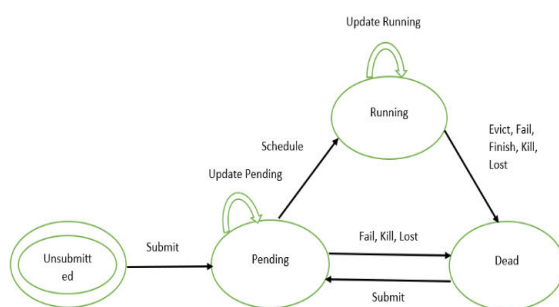 Update Running
Running
Schedule
Evict, Fail,
Finish, Kill,
Lost
Update Pending
Submit
Unsubmitt
ed
Pending
Fail, Kill, Lost
Dead
Submit